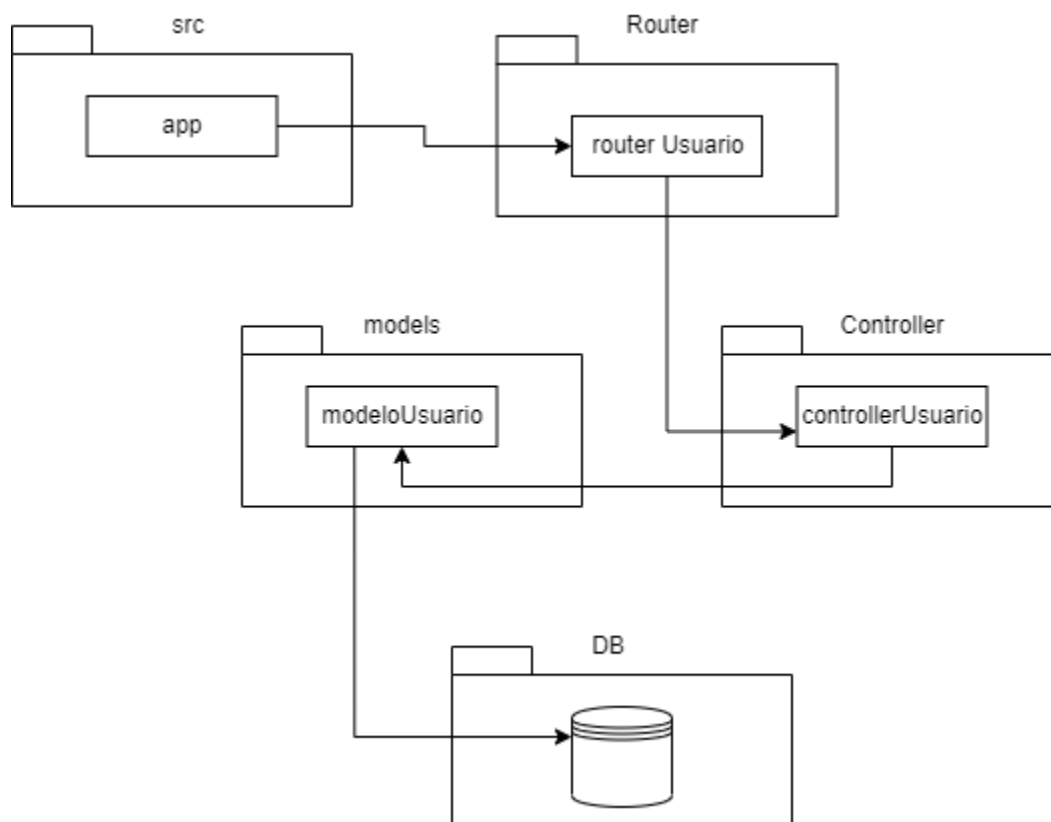 src
Router
app
router Usuario
models
Controller
modeloUsuario
controllerUsuario
DB